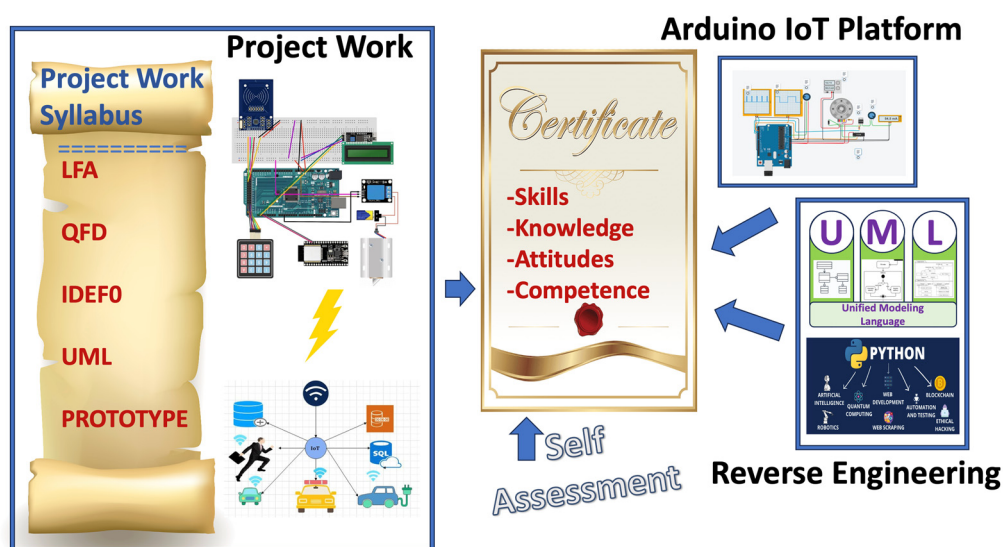 Project Work
Project Work
Syllabus
LFA
QFD
IDEF0
UML
PROTOTYPE
IoT
SQL
Certificate
-Skills
-Knowledge
-Attitudes
-Competence
Self
Assessment
Arduino IoT Platform
U M L
Unified Modeling
Language
PYTHON
ARTIFICIAL
INTELLIGENCE
QUANTUM
COMPUTING
WEB
DEVELOPMENT
AUTOMATION
AND TESTING
BLOCKCHAIN
ROBOTICS
WEB SCRAPING
ETHICAL
HACKING
Reverse Engineering